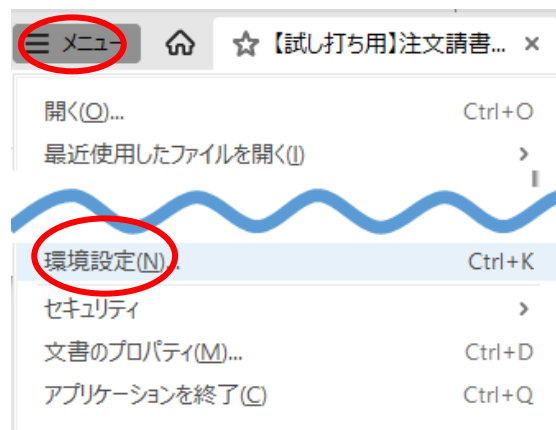 メニュー 【試し打ち用】注文請書... ×
開く(O)... Ctrl+O
最近使用したファイルを開く(I) >
環境設定(N)... Ctrl+K
セキュリティ >
文書のプロパティ(M)... Ctrl+D
アプリケーションを終了(C) Ctrl+Q